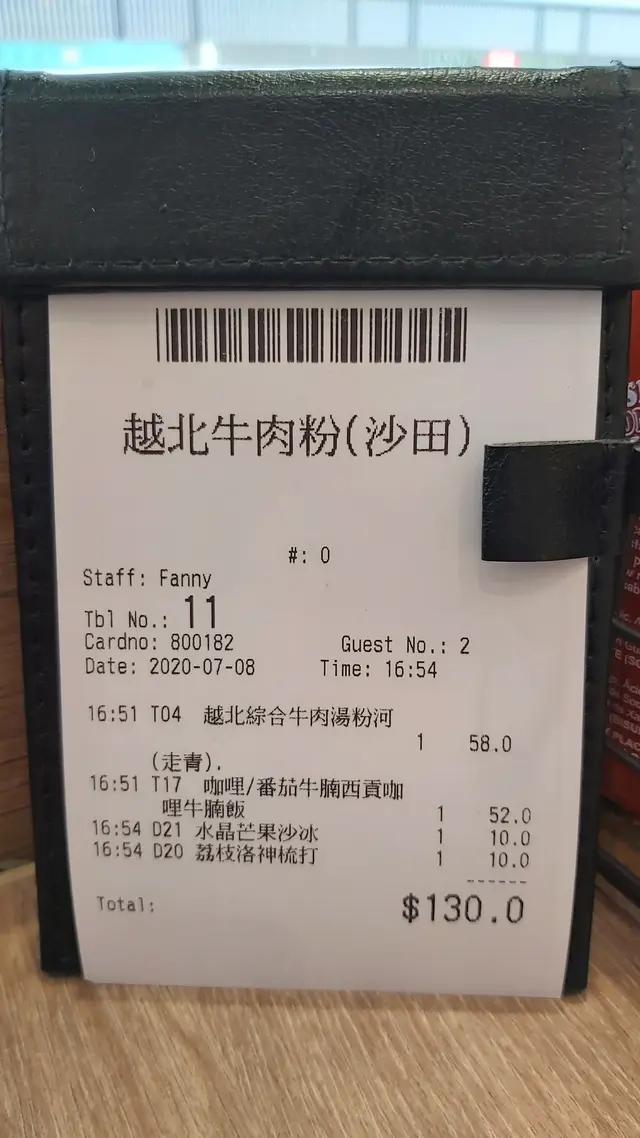 越北牛肉粉(沙田)
#: 0
Staff: Fanny
Tbl No.: 11
Cardno: 800182 Guest No.: 2
Date: 2020-07-08 Time: 16:54
16:51 T04 越北綜合牛肉湯粉河
1 58.0
(走青).
16:51 T17 咖哩/番茄牛腩西貢咖
哩牛腩飯 1 52.0
16:54 D21 水晶芒果沙冰 1 10.0
16:54 D20 荔枝洛神梳打 1 10.0
------
Total: $130.0